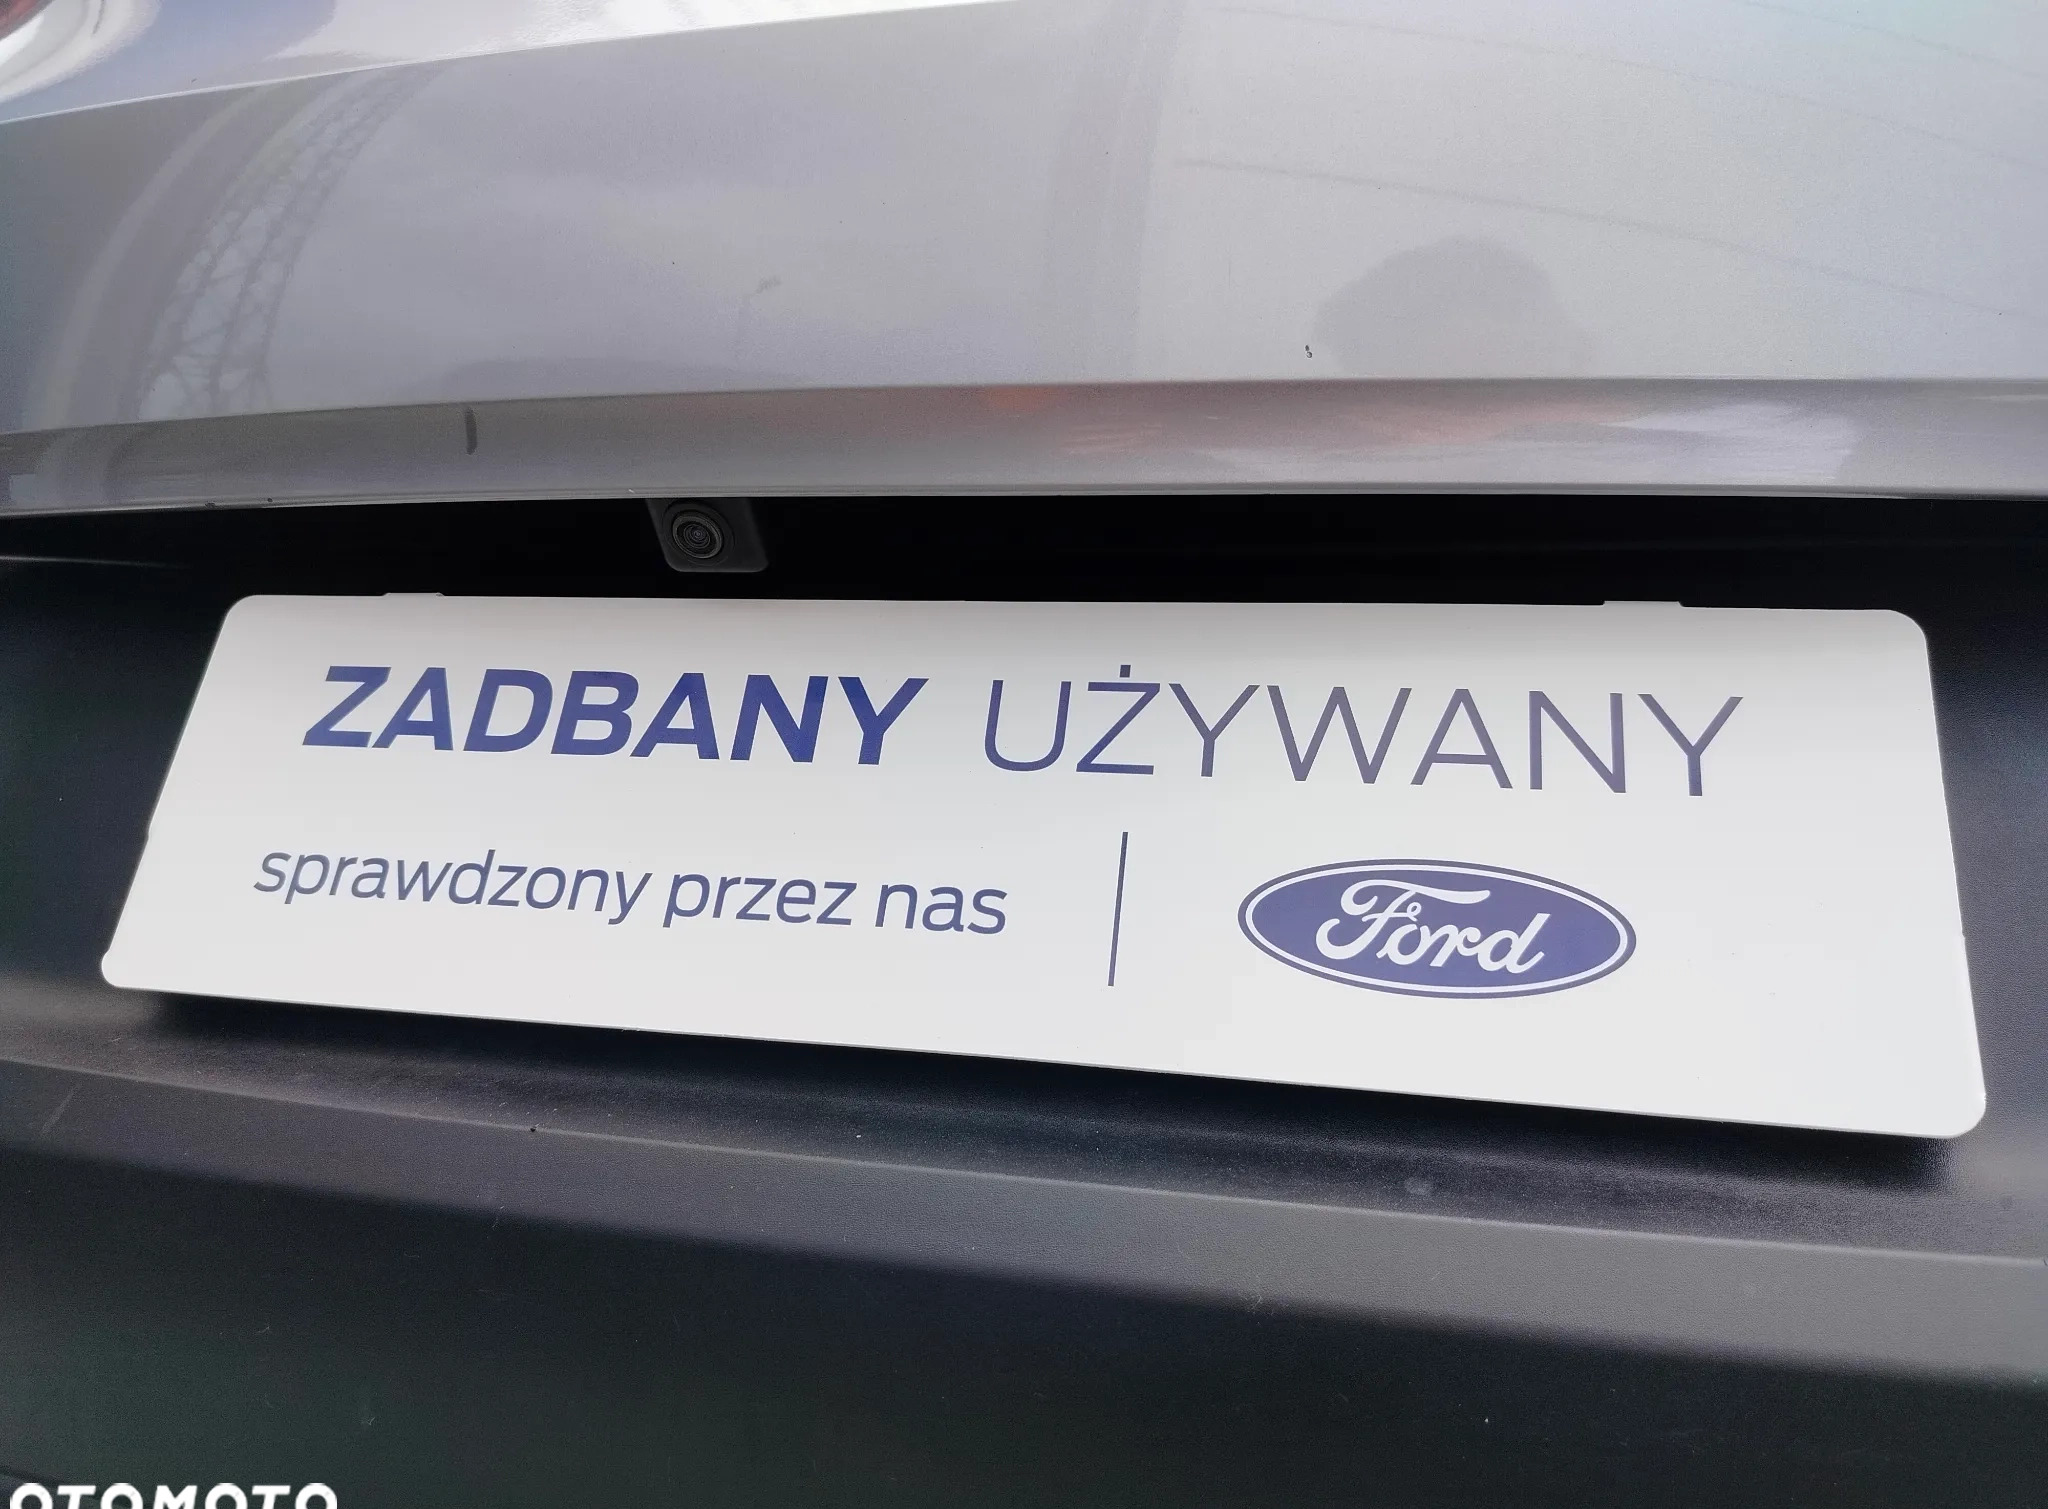 ZADBANY UŻYWANY
sprawdzony przez nas
Ford
OTOMOTO